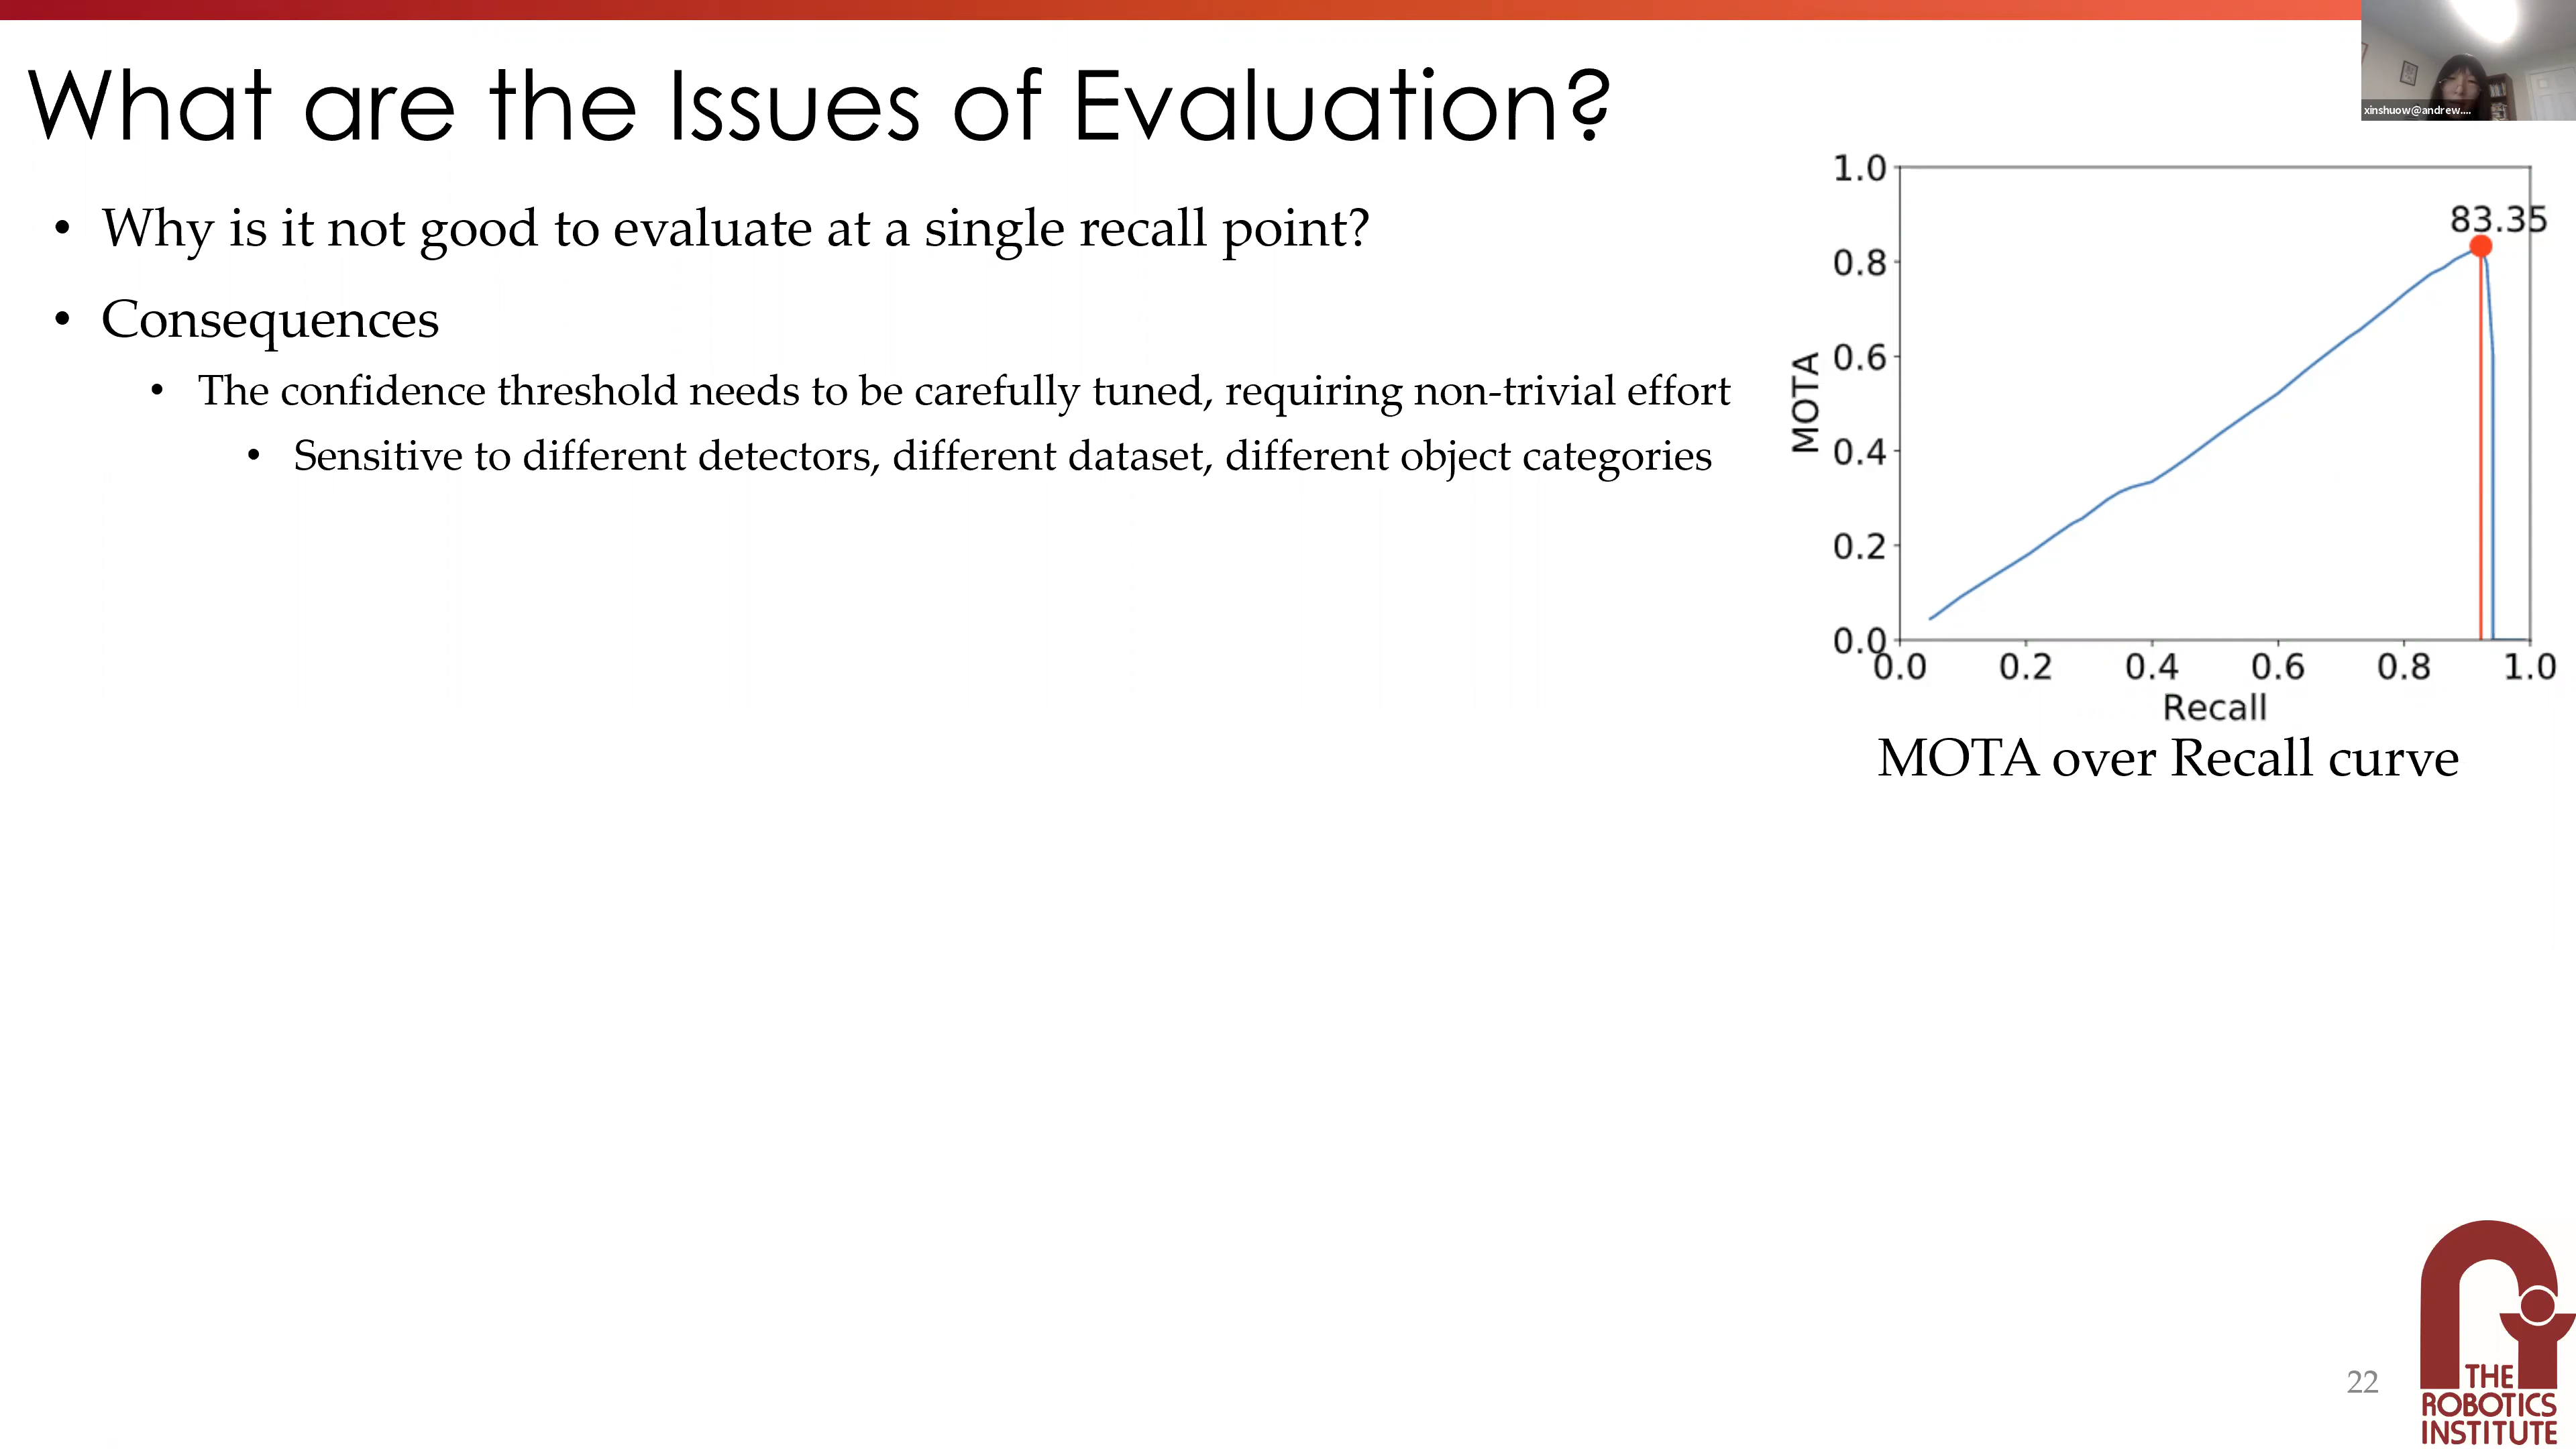 What are the Issues of Evaluation?
xinshuow@andrew....
• Why is it not good to evaluate at a single recall point?
• Consequences
• The confidence threshold needs to be carefully tuned, requiring non-trivial effort
• Sensitive to different detectors, different dataset, different object categories
1.0
83.35
0.8
0.6
MOTA
0.4
0.2
0.0
0.0 0.2 0.4 0.6 0.8 1.0
Recall
MOTA over Recall curve
22
THE
ROBOTICS
INSTITUTE